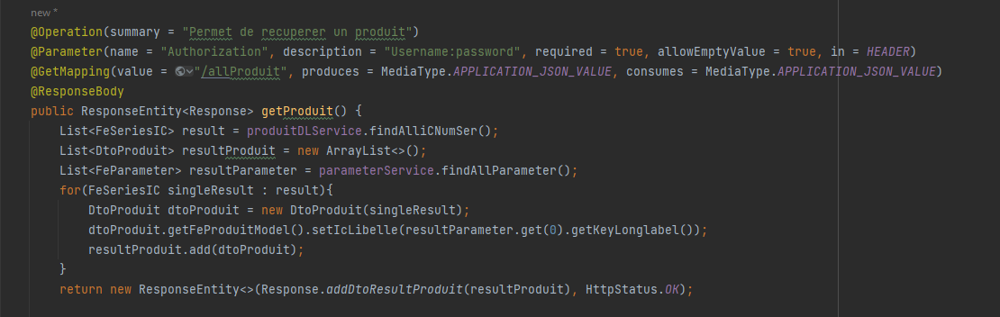 new *
@Operation(summary = "Permet de recuperer un produit")
@Parameter(name = "Authorization", description = "Username:password", required = true, allowEmptyValue = true, in = HEADER)
@GetMapping(value = "/allProduit", produces = MediaType.APPLICATION_JSON_VALUE, consumes = MediaType.APPLICATION_JSON_VALUE)
@ResponseBody
public ResponseEntity<Response> getProduit() {
    List<FeSeriesIC> result = produitDLService.findAlliCNumSer();
    List<DtoProduit> resultProduit = new ArrayList<>();
    List<FeParameter> resultParameter = parameterService.findAllParameter();
    for(FeSeriesIC singleResult : result){
        DtoProduit dtoProduit = new DtoProduit(singleResult);
        dtoProduit.getFeProduitModel().setIcLibelle(resultParameter.get(0).getKeyLonglabel());
        resultProduit.add(dtoProduit);
    }
    return new ResponseEntity<>(Response.addDtoResultProduit(resultProduit), HttpStatus.OK);